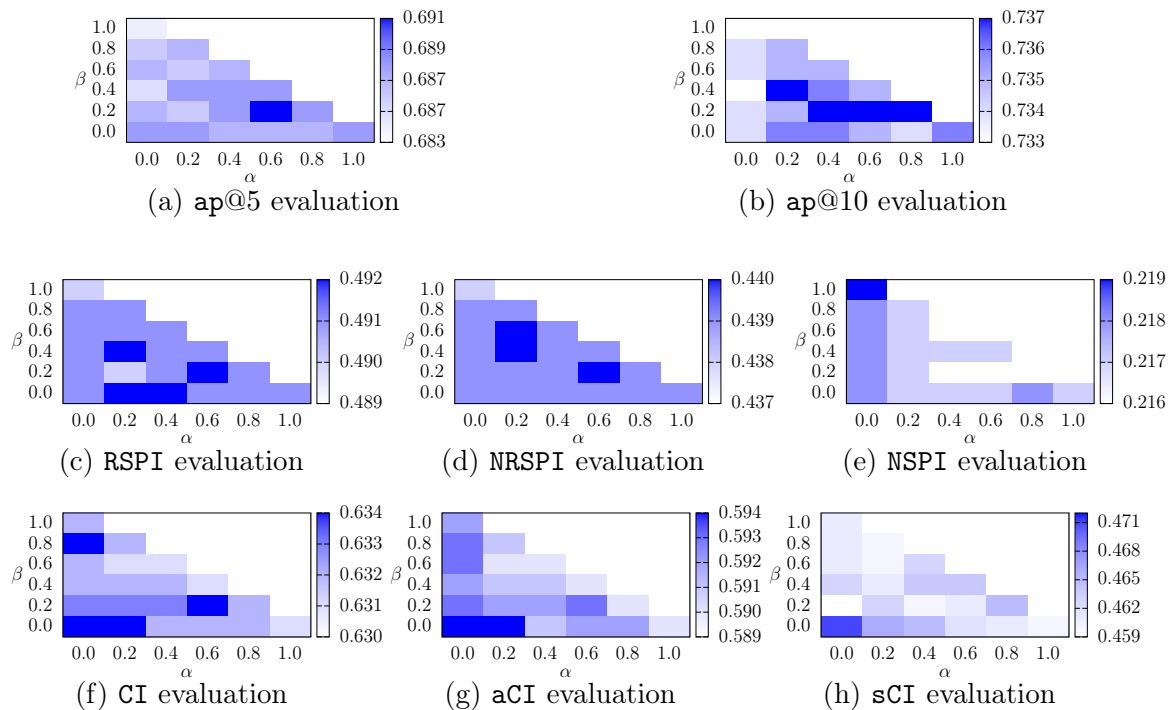 1.0
0.8
0.6
β
0.4
0.2
0.0
0.0 0.2 0.4 0.6 0.8 1.0
α
0.691
0.689
0.687
0.687
0.685
0.683
(a) ap@5 evaluation
1.0
0.8
0.6
β
0.4
0.2
0.0
0.0 0.2 0.4 0.6 0.8 1.0
α
0.737
0.736
0.735
0.734
0.733
(b) ap@10 evaluation
1.0
0.8
0.6
β
0.4
0.2
0.0
0.0 0.2 0.4 0.6 0.8 1.0
α
0.492
0.491
0.490
0.489
(c) RSPI evaluation
1.0
0.8
0.6
β
0.4
0.2
0.0
0.0 0.2 0.4 0.6 0.8 1.0
α
0.440
0.439
0.438
0.437
(d) NRSPI evaluation
1.0
0.8
0.6
β
0.4
0.2
0.0
0.0 0.2 0.4 0.6 0.8 1.0
α
0.219
0.218
0.217
0.216
(e) NSPI evaluation
1.0
0.8
0.6
β
0.4
0.2
0.0
0.0 0.2 0.4 0.6 0.8 1.0
α
0.634
0.633
0.632
0.631
0.630
(f) CI evaluation
1.0
0.8
0.6
β
0.4
0.2
0.0
0.0 0.2 0.4 0.6 0.8 1.0
α
0.594
0.593
0.592
0.591
0.590
0.589
(g) aCI evaluation
1.0
0.8
0.6
β
0.4
0.2
0.0
0.0 0.2 0.4 0.6 0.8 1.0
α
0.471
0.468
0.465
0.462
0.459
(h) sCI evaluation